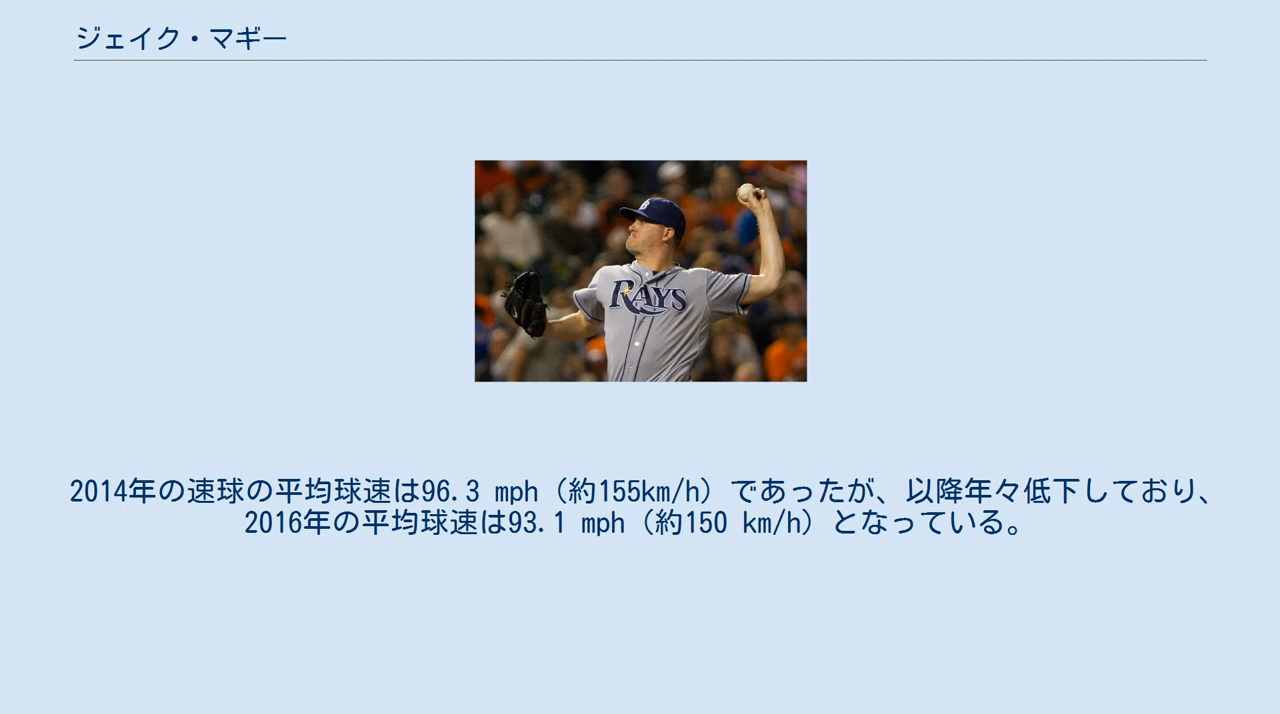 ジェイク・マギー
RAYS
2014年の速球の平均球速は96.3 mph（約155km/h）であったが、以降年々低下しており、
2016年の平均球速は93.1 mph（約150 km/h）となっている。